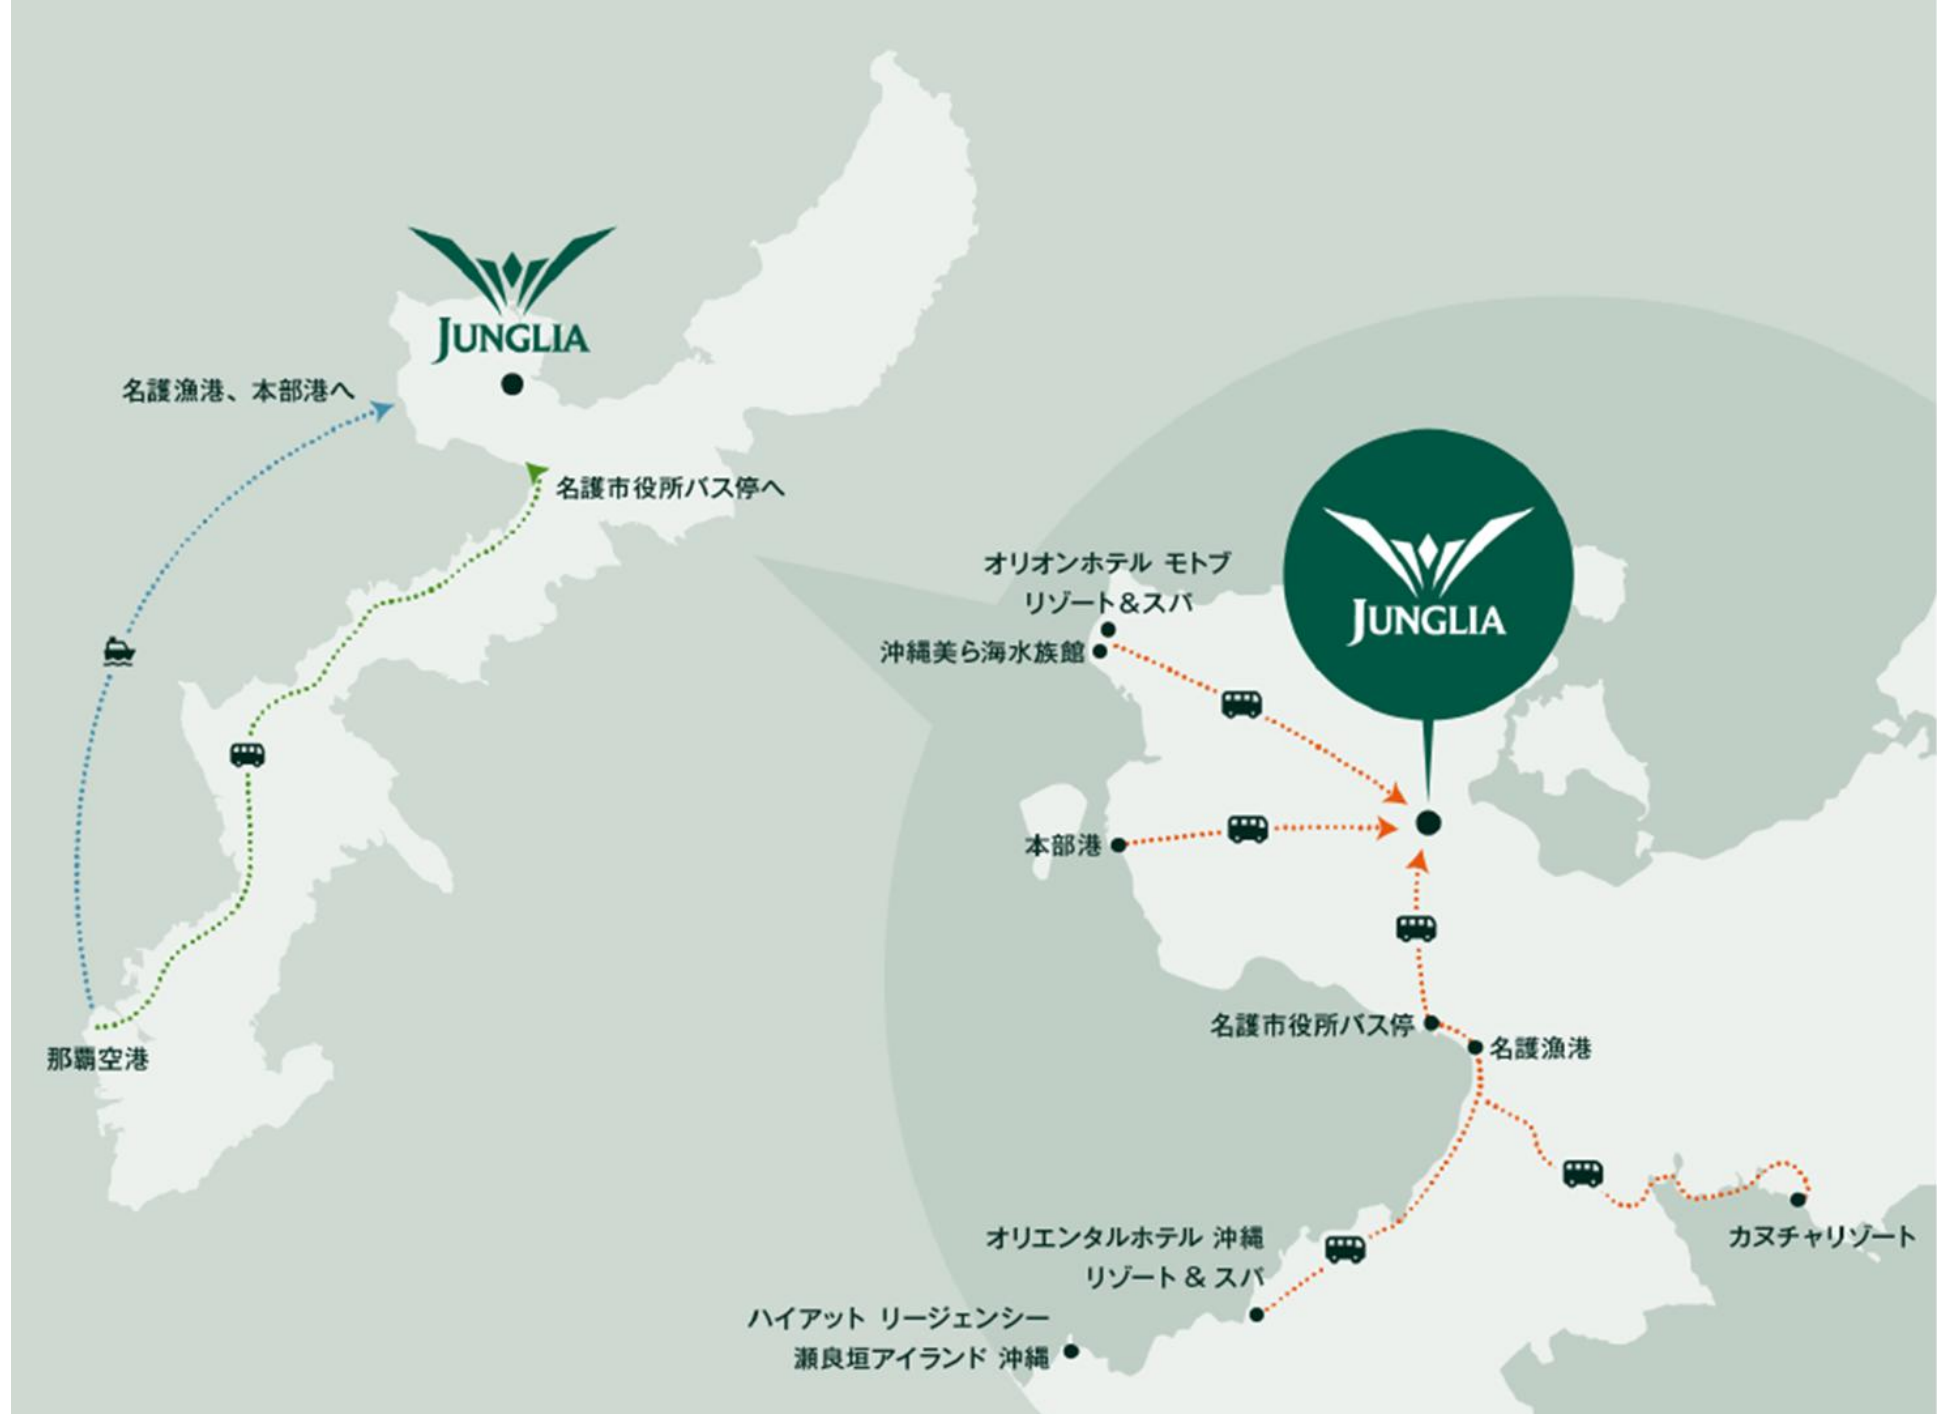 JUNGLIA
名護漁港、本部港へ
名護市役所バス停へ
那覇空港
JUNGLIA
オリオンホテル モトブ
リゾート＆スパ
沖縄美ら海水族館
本部港
名護市役所バス停
名護漁港
カヌチャリゾート
オリエンタルホテル 沖縄
リゾート & スパ
ハイアット リージェンシー
瀬良垣アイランド 沖縄